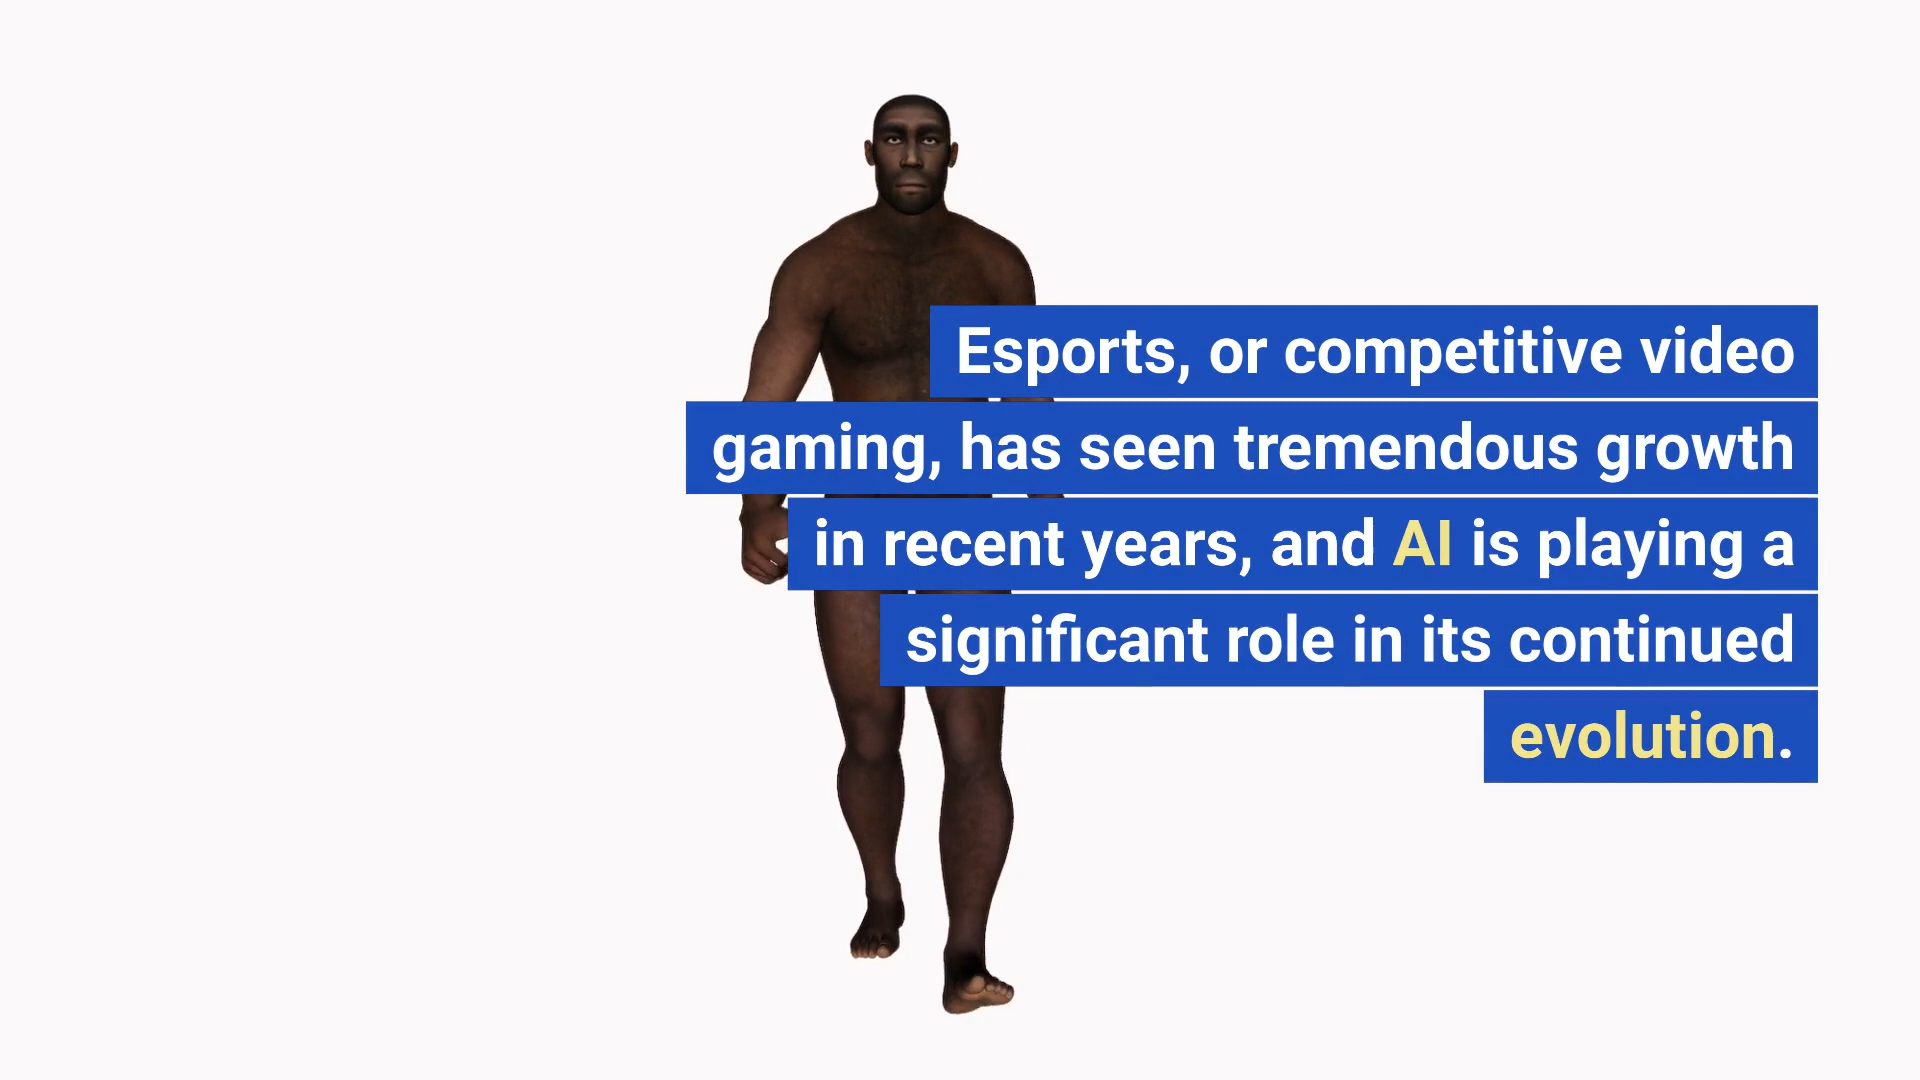 Esports, or competitive video
gaming, has seen tremendous growth
in recent years, and AI is playing a
significant role in its continued
evolution.